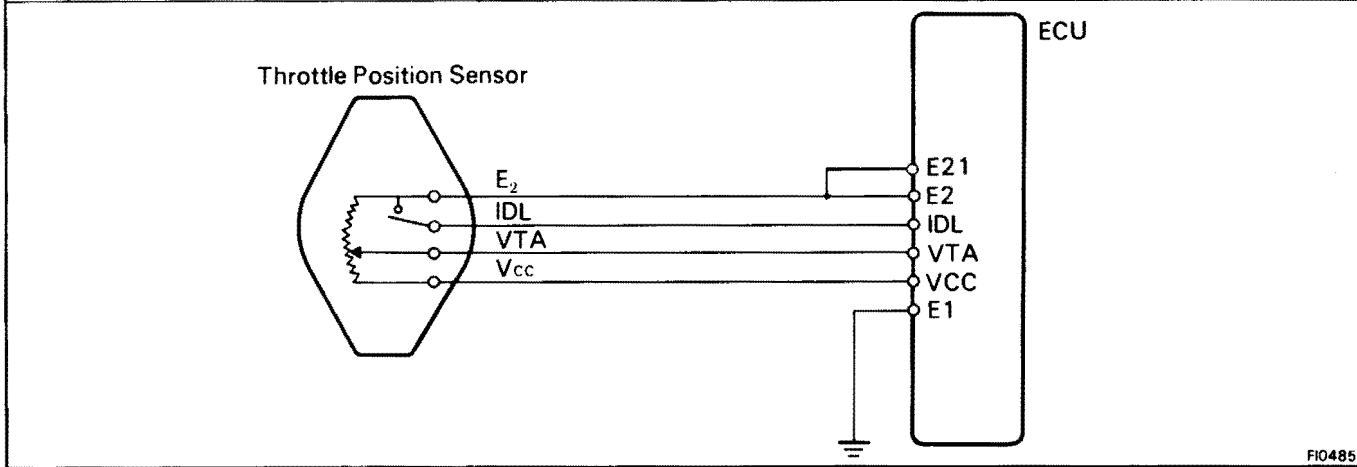 ECU
Throttle Position Sensor
E₂
IDL
VTA
Vcc
E21
E2
IDL
VTA
VCC
E1
FI0485